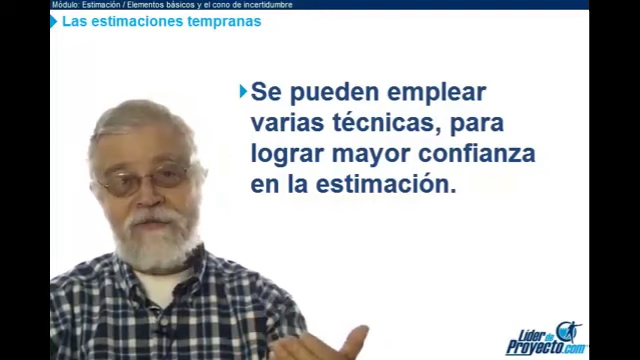 Módulo: Estimación / Elementos básicos y el cono de incertidumbre
Las estimaciones tempranas
Se pueden emplear
varias técnicas, para
lograr mayor confianza
en la estimación.
Líder de
Proyecto.com